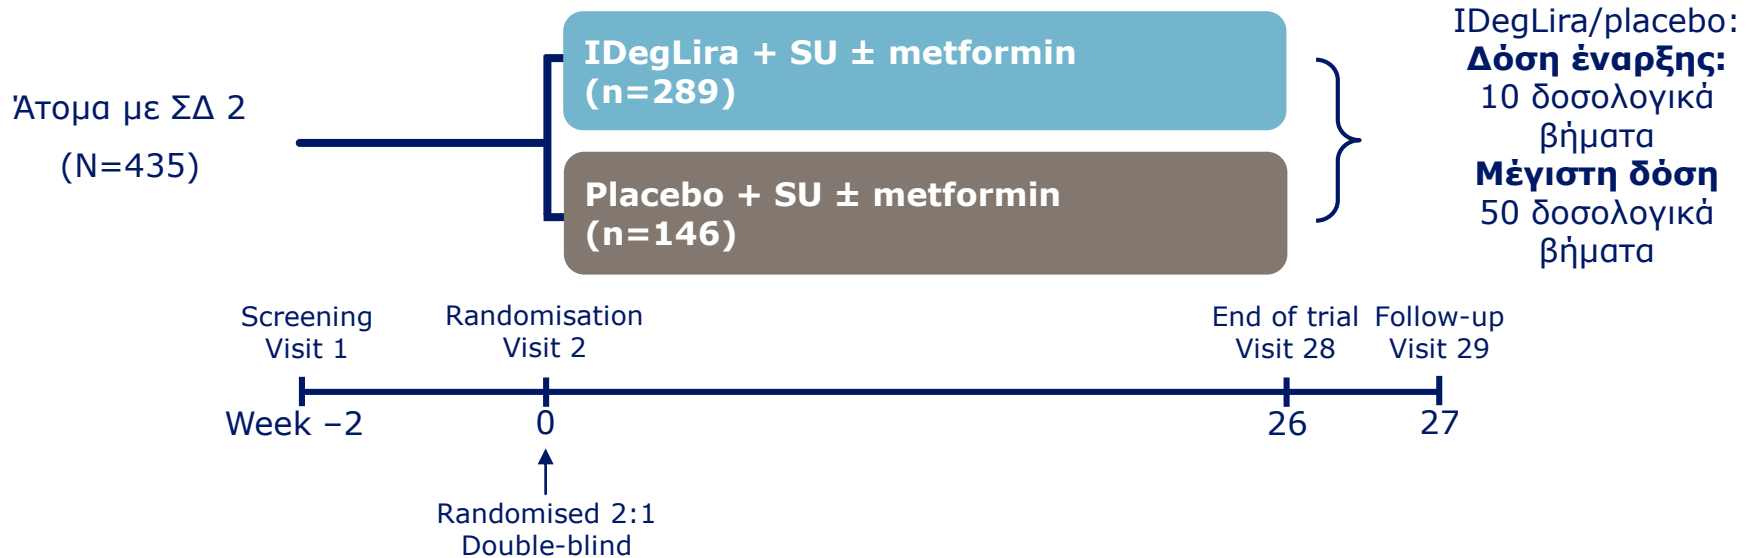 Άτομα με ΣΔ 2
(N=435)
IDegLira + SU ± metformin
(n=289)
Placebo + SU ± metformin
(n=146)
IDegLira/placebo:
Δόση έναρξης:
10 δοσολογικά
βήματα
Μέγιστη δόση
50 δοσολογικά
βήματα
Screening
Visit 1
Randomisation
Visit 2
End of trial
Visit 28
Follow-up
Visit 29
Week –2
0
26
27
Randomised 2:1
Double-blind